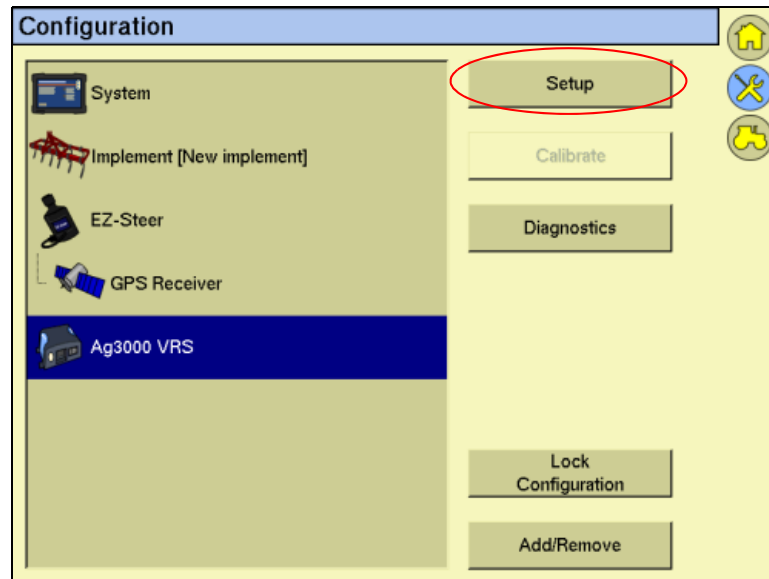 Configuration
System
Implement [New implement]
EZ-Steer
GPS Receiver
Ag3000 VRS
Setup
Calibrate
Diagnostics
Lock
Configuration
Add/Remove